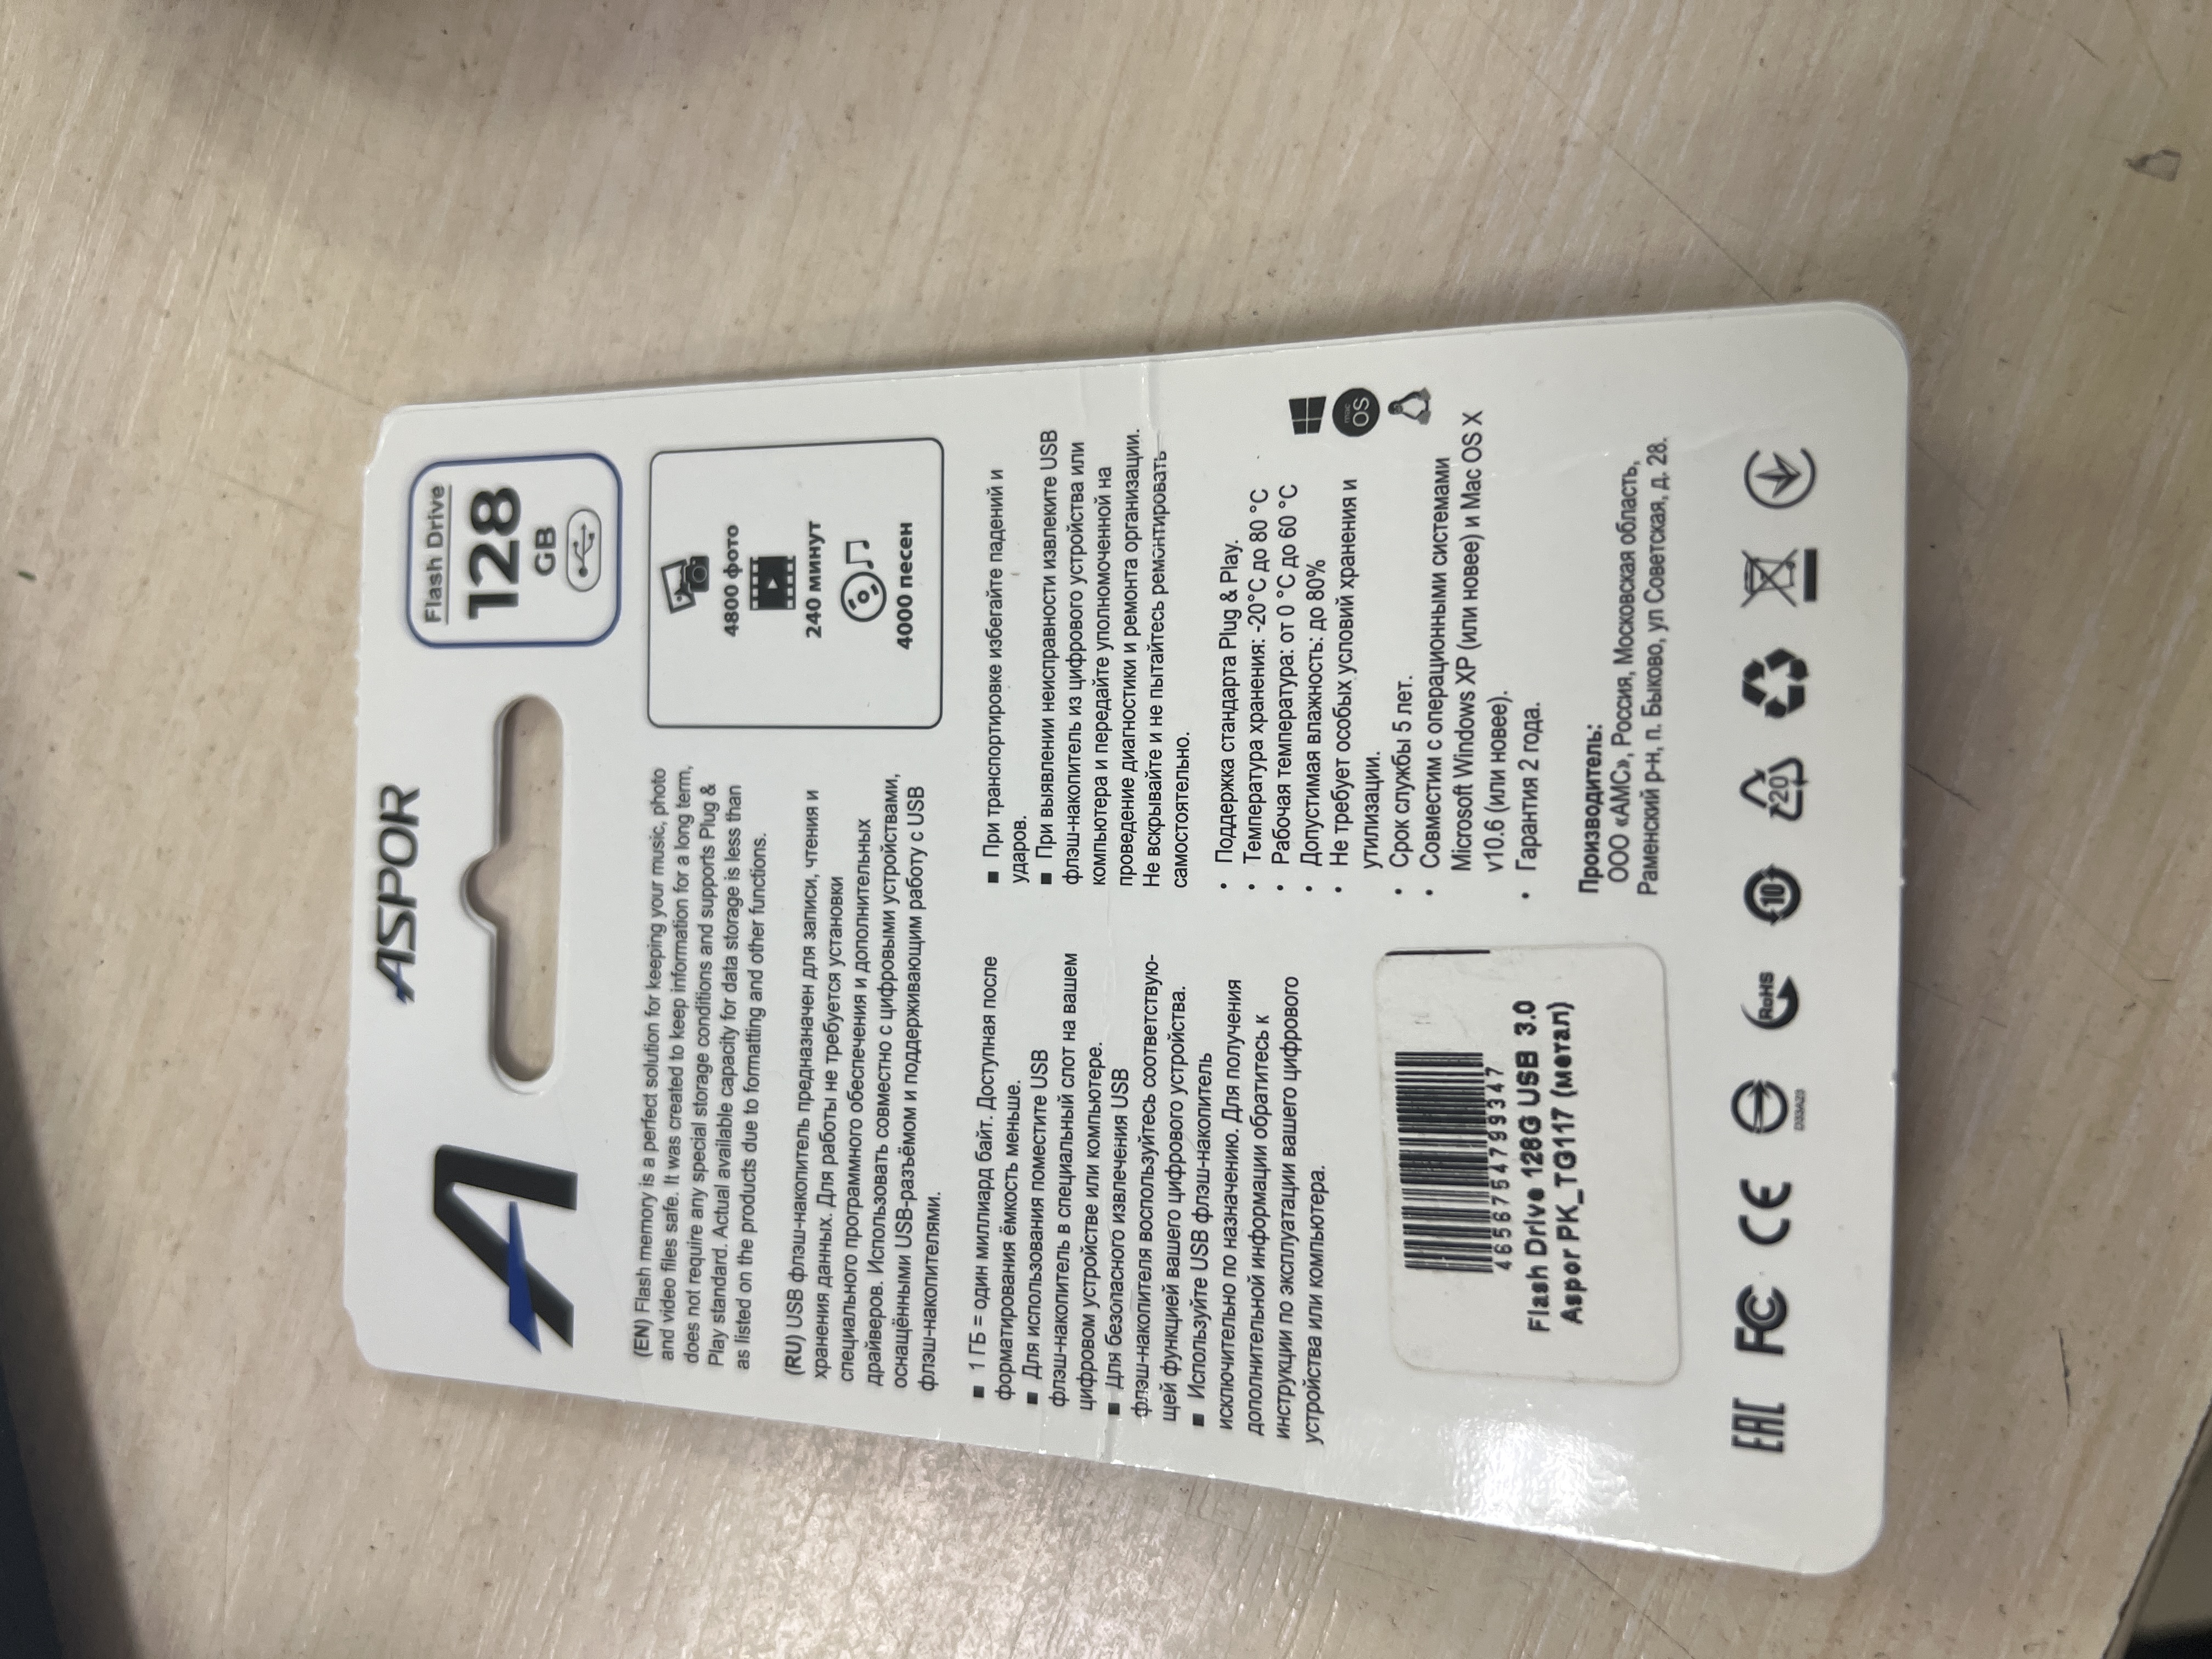 ASPOR
Flash Drive
128
GB
(EN) Flash memory is a perfect solution for keeping your music, photo
and video files safe. It was created to keep information for a long term,
does not require any special storage conditions and supports Plug &
Play standard. Actual available capacity for data storage is less than
as listed on the products due to formatting and other functions.
(RU) USB флэш-накопитель предназначен для записи, чтения и
хранения данных. Для работы не требуется установки
специального программного обеспечения и дополнительных
драйверов. Использовать совместно с цифровыми устройствами,
оснащёнными USB-разъёмом и поддерживающим работу с USB
флэш-накопителями.
4800 фото
240 минут
4000 песен
■ 1 ГБ = один миллиард байт. Доступная после
форматирования ёмкость меньше.
■ Для использования поместите USB
флэш-накопитель в специальный слот на вашем
цифровом устройстве или компьютере.
■ Для безопасного извлечения USB
флэш-накопителя воспользуйтесь соответствую-
щей функцией вашего цифрового устройства.
■ Используйте USB флэш-накопитель
исключительно по назначению. Для получения
дополнительной информации обратитесь к
инструкции по эксплуатации вашего цифрового
устройства или компьютера.
■ При транспортировке избегайте падений и
ударов.
■ При выявлении неисправности извлеките USB
флэш-накопитель из цифрового устройства или
компьютера и передайте уполномоченной на
проведение диагностики и ремонта организации.
Не вскрывайте и не пытайтесь ремонтировать
самостоятельно.
• Поддержка стандарта Plug & Play.
• Температура хранения: -20°C до 80 °C
• Рабочая температура: от 0 °C до 60 °C
• Допустимая влажность: до 80%
• Не требует особых условий хранения и
утилизации.
• Срок службы 5 лет.
• Совместим с операционными системами
Microsoft Windows XP (или новее) и Mac OS X
v10.6 (или новее).
• Гарантия 2 года.
mac
OS
Производитель:
ООО «АМС», Россия, Московская область,
Раменский р-н, п. Быково, ул Советская, д. 28.
4656754799347
Flash Drive 128G USB 3.0
Aspor PK_TG117 (метал)
EAC FC CE D33A23 RoHS 10 20